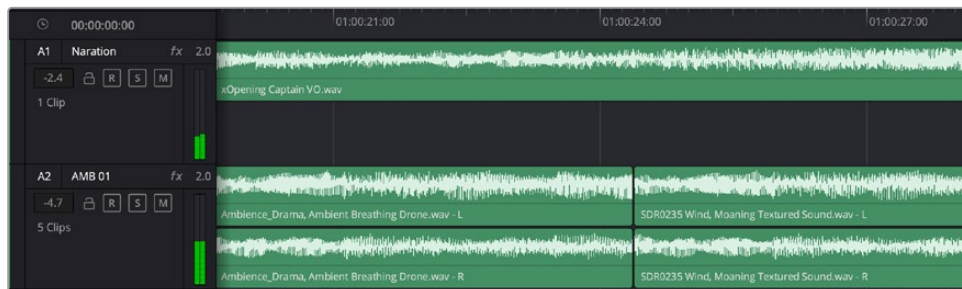 00:00:00:00 01:00:21:00 01:00:24:00 01:00:27:00
A1 Naration fx 2.0
-2.4 R S M
xOpening Captain VO.wav
1 Clip
A2 AMB 01 fx 2.0
-4.7 R S M
Ambience_Drama, Ambient Breathing Drone.wav - L SDR0235 Wind, Moaning Textured Sound.wav - L
5 Clips
Ambience_Drama, Ambient Breathing Drone.wav - R SDR0235 Wind, Moaning Textured Sound.wav - R